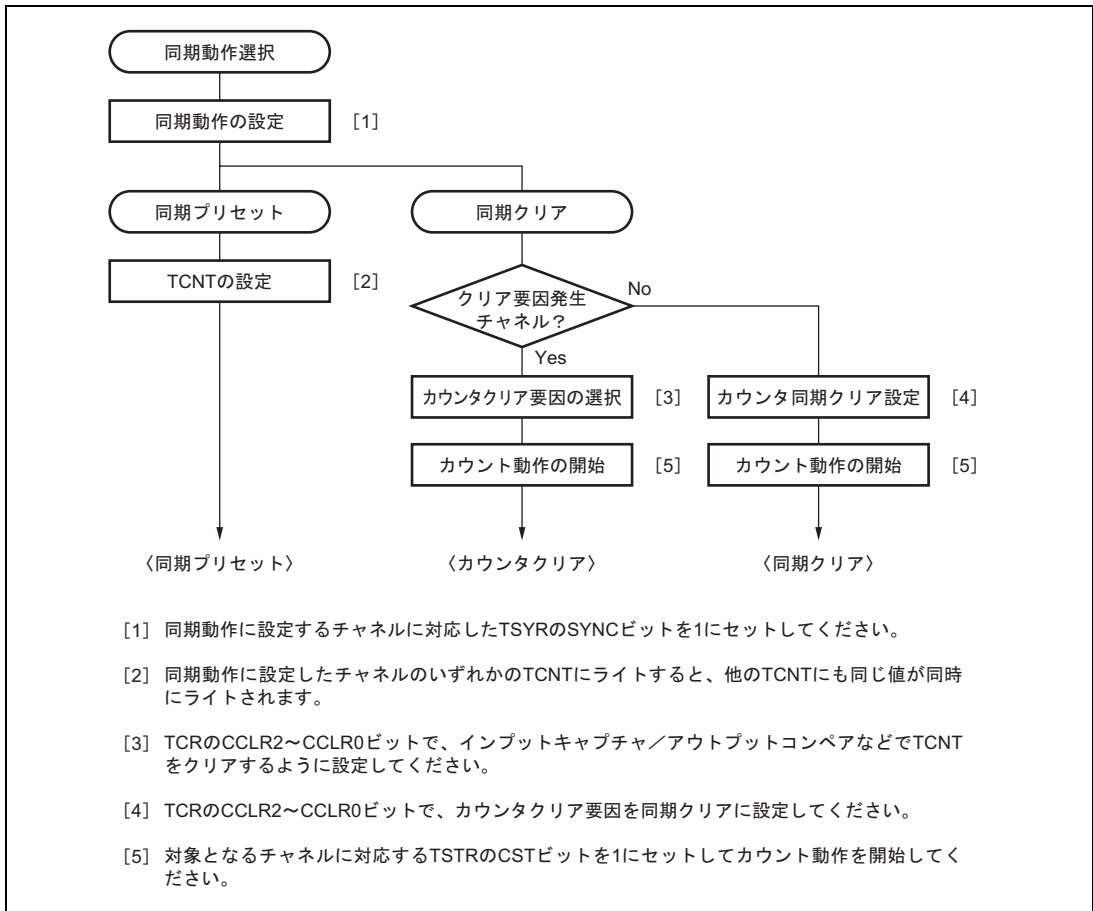 同期動作選択
同期動作の設定 [1]
同期プリセット
同期クリア
TCNTの設定 [2]
クリア要因発生
チャネル？
No
Yes
カウンタクリア要因の選択 [3]
カウンタ同期クリア設定 [4]
カウント動作の開始 [5]
カウント動作の開始 [5]
〈同期プリセット〉
〈カウンタクリア〉
〈同期クリア〉
[1] 同期動作に設定するチャネルに対応したTSYRのSYNCビットを1にセットしてください。
[2] 同期動作に設定したチャネルのいずれかのTCNTにライトすると、他のTCNTにも同じ値が同時
にライトされます。
[3] TCRのCCLR2～CCLR0ビットで、インプットキャプチャ／アウトプットコンペアなどでTCNT
をクリアするように設定してください。
[4] TCRのCCLR2～CCLR0ビットで、カウンタクリア要因を同期クリアに設定してください。
[5] 対象となるチャネルに対応するTSTRのCSTビットを1にセットしてカウント動作を開始してく
ださい。